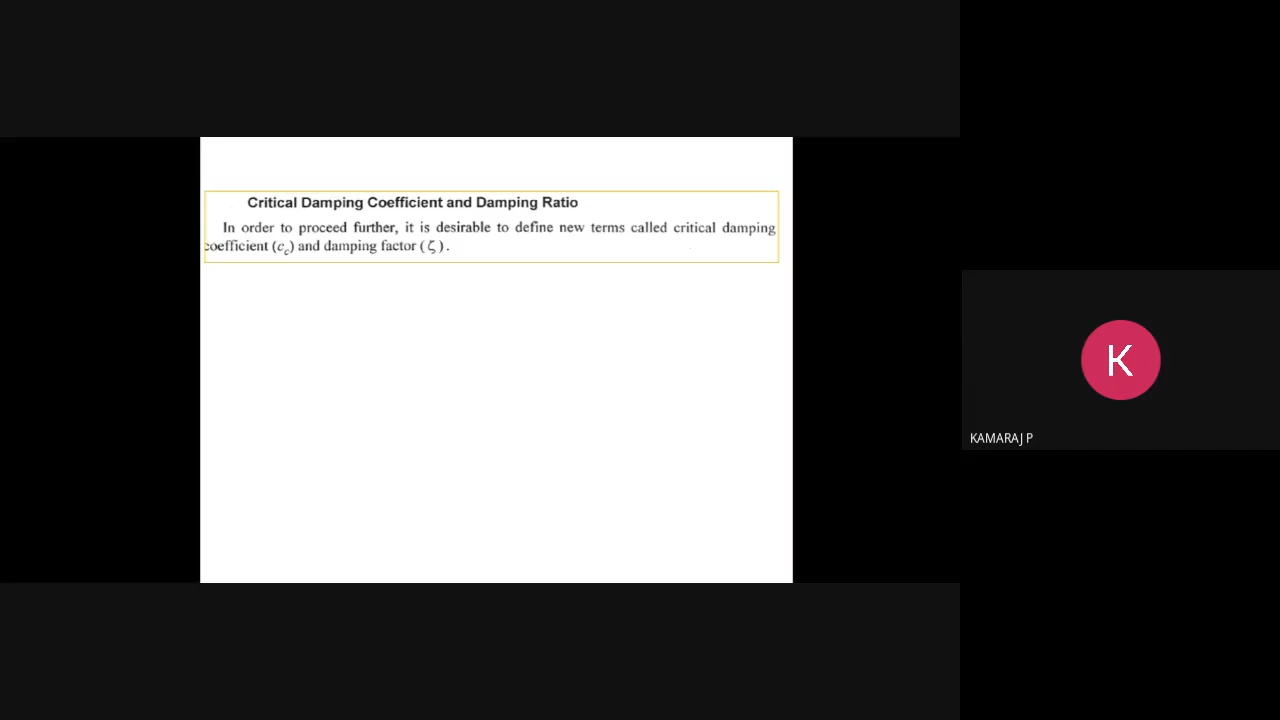 Critical Damping Coefficient and Damping Ratio
In order to proceed further, it is desirable to define new terms called critical damping
coefficient (c_c) and damping factor (ζ).
K
KAMARAJ P